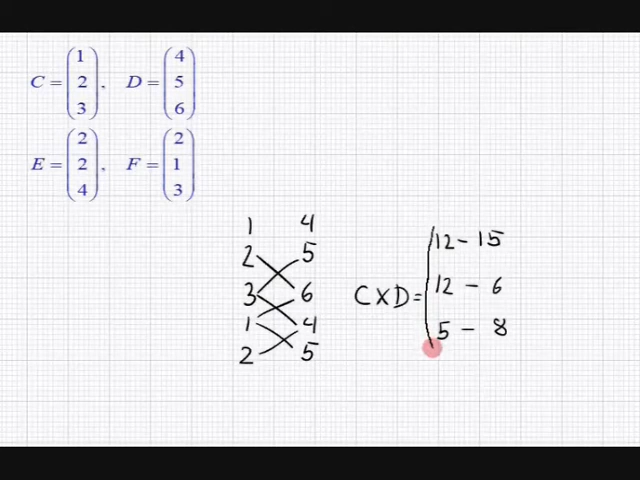 C = (1 2 3), D = (4 5 6)
E = (2 2 4), F = (2 1 3)
1 4
2 5
3 6
1 4
2 5
C X D =
12 - 15
12 - 6
5 - 8